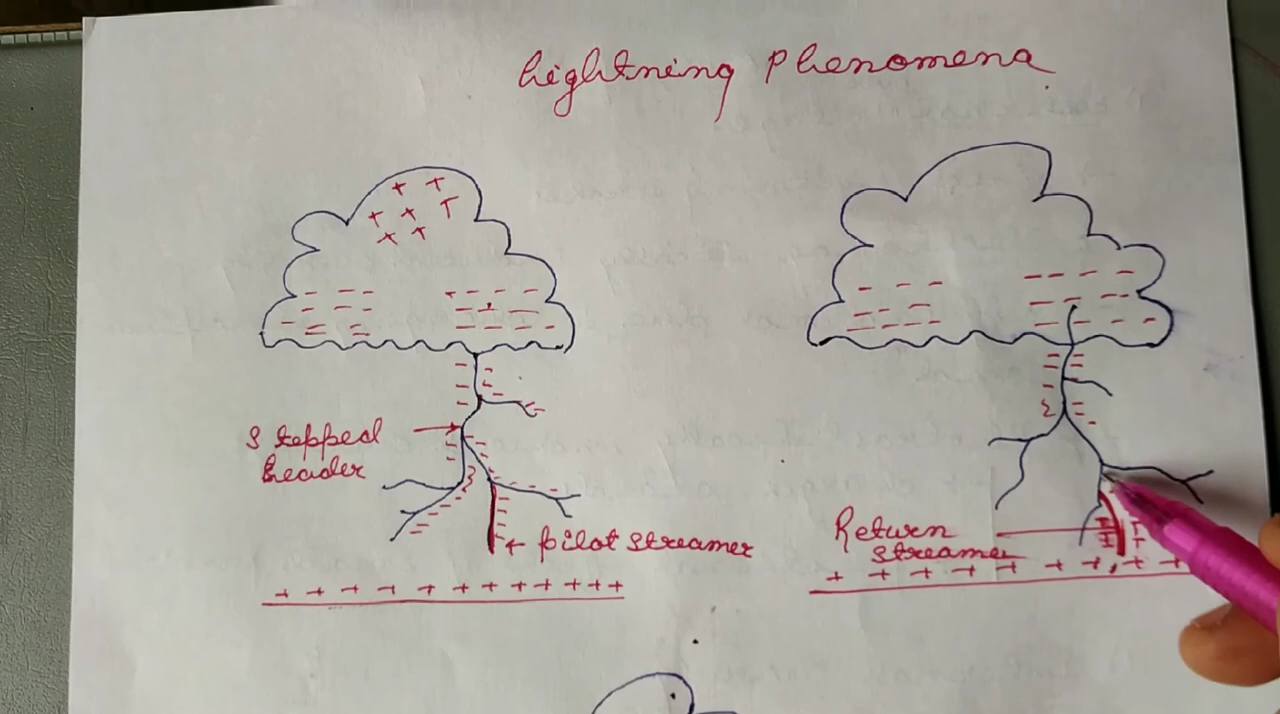 Lightning Phenomena
Stepped
Leader
Pilot streamer
Return
streamer